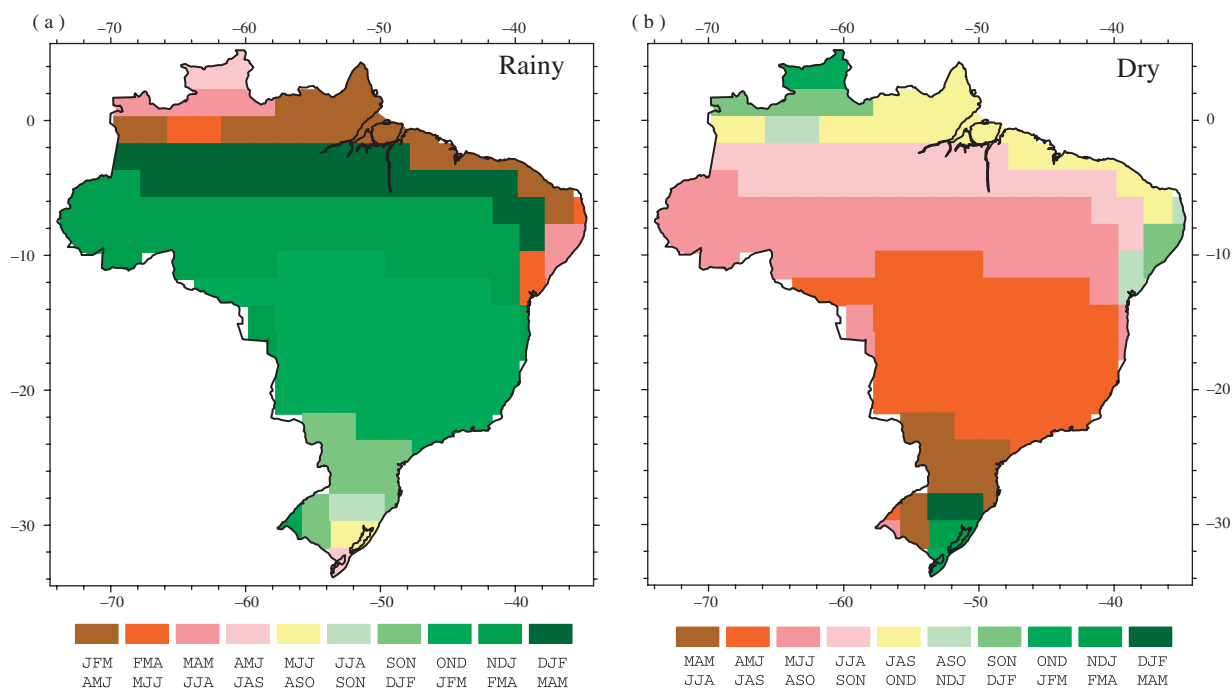 ( a )
−70 −60 −50 −40
Rainy
0
−10
−20
−30
−70 −60 −50 −40
JFM FMA MAM AMJ MJJ JJA SON OND NDJ DJF
AMJ MJJ JJA JAS ASO SON DJF JFM FMA MAM
( b )
−70 −60 −50 −40
Dry
0
−10
−20
−30
−70 −60 −50 −40
MAM AMJ MJJ JJA JAS ASO SON OND NDJ DJF
JJA JAS ASO SON OND NDJ DJF JFM FMA MAM